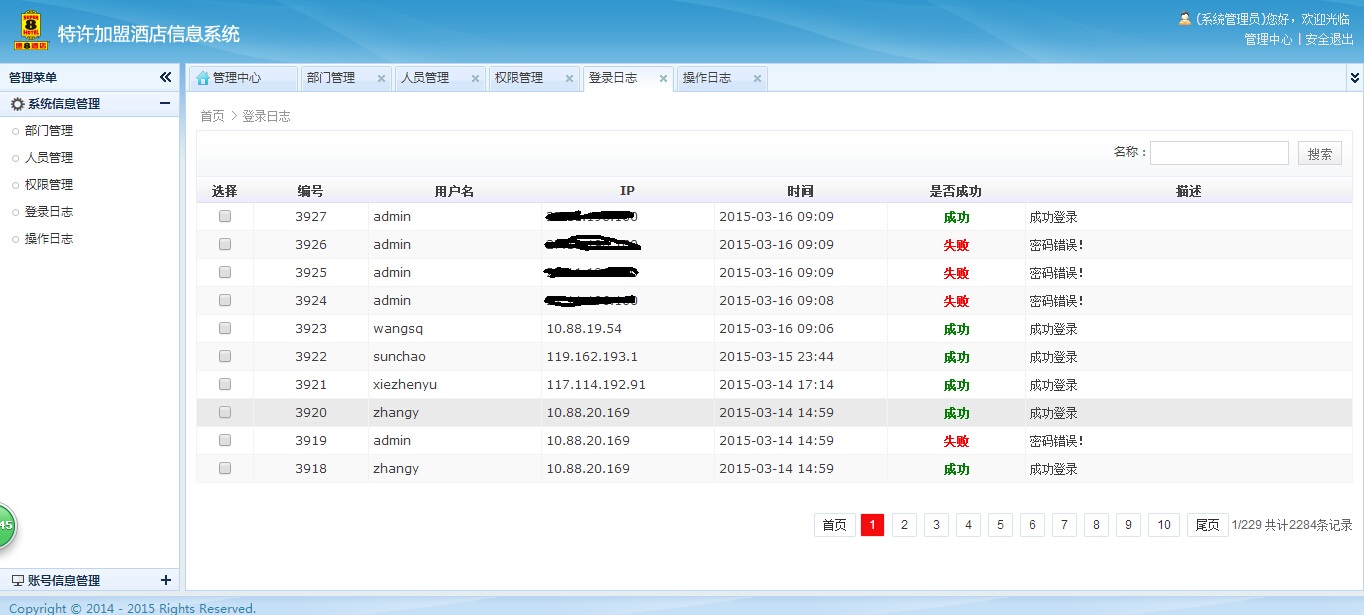 SUPER
8
HOTEL
速8酒店
特许加盟酒店信息系统
(系统管理员)您好，欢迎光临
管理中心 | 安全退出
管理菜单
系统信息管理
部门管理
人员管理
权限管理
登录日志
操作日志
账号信息管理
管理中心 部门管理 人员管理 权限管理 登录日志 操作日志
首页 > 登录日志
名称： 搜索
选择 编号 用户名 IP 时间 是否成功 描述
3927 admin 2015-03-16 09:09 成功 成功登录
3926 admin 2015-03-16 09:09 失败 密码错误!
3925 admin 2015-03-16 09:09 失败 密码错误!
3924 admin 2015-03-16 09:08 失败 密码错误!
3923 wangsq 10.88.19.54 2015-03-16 09:06 成功 成功登录
3922 sunchao 119.162.193.1 2015-03-15 23:44 成功 成功登录
3921 xiezhenyu 117.114.192.91 2015-03-14 17:14 成功 成功登录
3920 zhangy 10.88.20.169 2015-03-14 14:59 成功 成功登录
3919 admin 10.88.20.169 2015-03-14 14:59 失败 密码错误!
3918 zhangy 10.88.20.169 2015-03-14 14:59 成功 成功登录
首页 1 2 3 4 5 6 7 8 9 10 尾页 1/229 共计2284条记录
45
Copyright © 2014 - 2015 Rights Reserved.